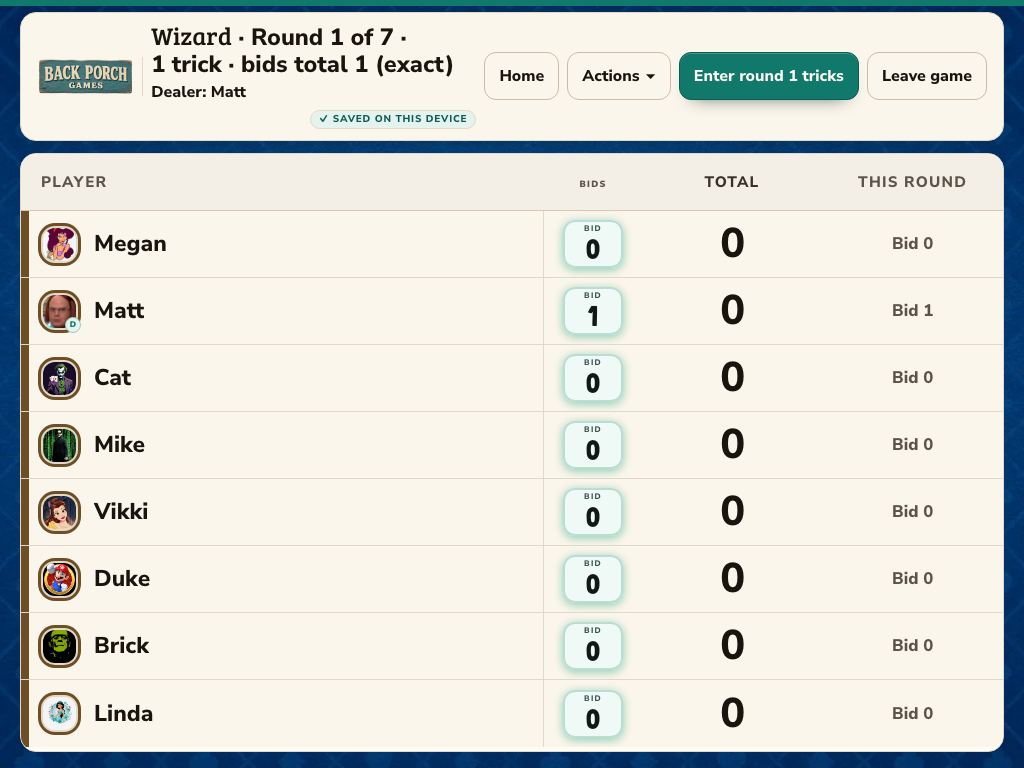 BACK PORCH
GAMES
Wizard · Round 1 of 7 ·
1 trick · bids total 1 (exact)
Dealer: Matt
✓ SAVED ON THIS DEVICE
Home
Actions
Enter round 1 tricks
Leave game
PLAYER BIDS TOTAL THIS ROUND
Megan BID 0 0 Bid 0
D
Matt BID 1 0 Bid 1
Cat BID 0 0 Bid 0
Mike BID 0 0 Bid 0
Vikki BID 0 0 Bid 0
Duke BID 0 0 Bid 0
Brick BID 0 0 Bid 0
Linda BID 0 0 Bid 0